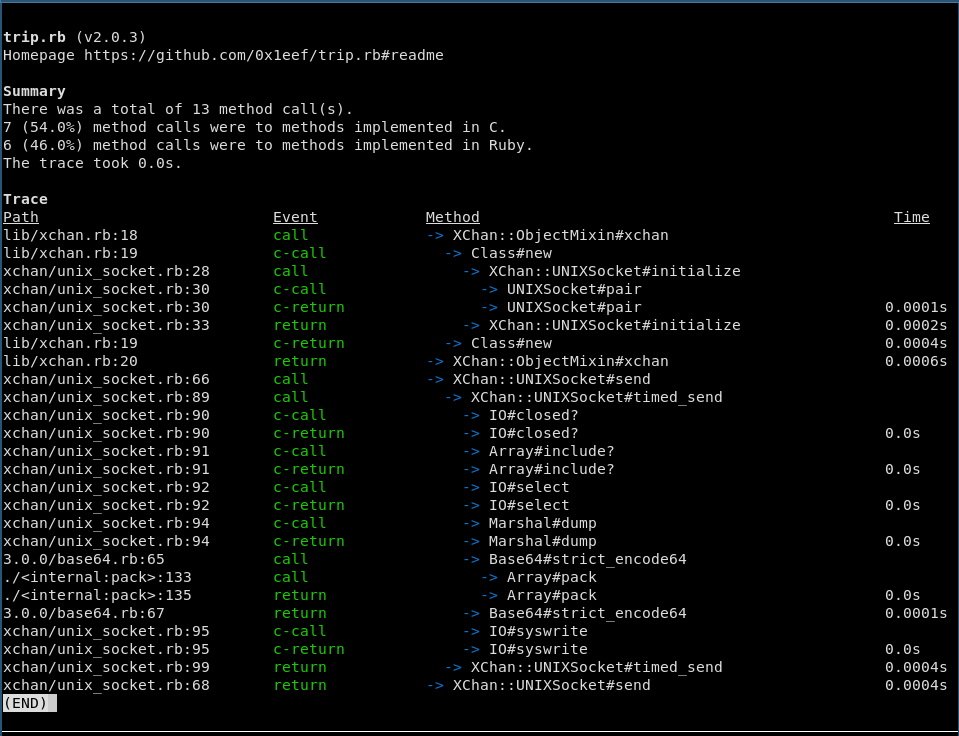 trip.rb (v2.0.3)
Homepage https://github.com/0x1eef/trip.rb#readme
Summary
There was a total of 13 method call(s).
7 (54.0%) method calls were to methods implemented in C.
6 (46.0%) method calls were to methods implemented in Ruby.
The trace took 0.0s.
Trace
Path Event Method Time
lib/xchan.rb:18 call -> XChan::ObjectMixin#xchan
lib/xchan.rb:19 c-call -> Class#new
xchan/unix_socket.rb:28 call -> XChan::UNIXSocket#initialize
xchan/unix_socket.rb:30 c-call -> UNIXSocket#pair
xchan/unix_socket.rb:30 c-return -> UNIXSocket#pair 0.0001s
xchan/unix_socket.rb:33 return -> XChan::UNIXSocket#initialize 0.0002s
lib/xchan.rb:19 c-return -> Class#new 0.0004s
lib/xchan.rb:20 return -> XChan::ObjectMixin#xchan 0.0006s
xchan/unix_socket.rb:66 call -> XChan::UNIXSocket#send
xchan/unix_socket.rb:89 call -> XChan::UNIXSocket#timed_send
xchan/unix_socket.rb:90 c-call -> IO#closed?
xchan/unix_socket.rb:90 c-return -> IO#closed? 0.0s
xchan/unix_socket.rb:91 c-call -> Array#include?
xchan/unix_socket.rb:91 c-return -> Array#include? 0.0s
xchan/unix_socket.rb:92 c-call -> IO#select
xchan/unix_socket.rb:92 c-return -> IO#select 0.0s
xchan/unix_socket.rb:94 c-call -> Marshal#dump
xchan/unix_socket.rb:94 c-return -> Marshal#dump 0.0s
3.0.0/base64.rb:65 call -> Base64#strict_encode64
./<internal:pack>:133 call -> Array#pack
./<internal:pack>:135 return -> Array#pack 0.0s
3.0.0/base64.rb:67 return -> Base64#strict_encode64 0.0001s
xchan/unix_socket.rb:95 c-call -> IO#syswrite
xchan/unix_socket.rb:95 c-return -> IO#syswrite 0.0s
xchan/unix_socket.rb:99 return -> XChan::UNIXSocket#timed_send 0.0004s
xchan/unix_socket.rb:68 return -> XChan::UNIXSocket#send 0.0004s
(END)